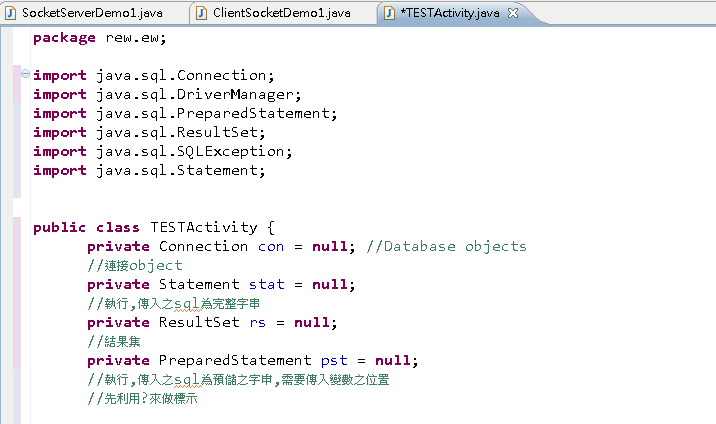 SocketServerDemo1.java ClientSocketDemo1.java *TESTActivity.java
package rew.ew;
import java.sql.Connection;
import java.sql.DriverManager;
import java.sql.PreparedStatement;
import java.sql.ResultSet;
import java.sql.SQLException;
import java.sql.Statement;
public class TESTActivity {
private Connection con = null; //Database objects
//連接object
private Statement stat = null;
//執行,傳入之sql為完整字串
private ResultSet rs = null;
//結果集
private PreparedStatement pst = null;
//執行,傳入之sql為預儲之字申,需要傳入變數之位置
//先利用?來做標示